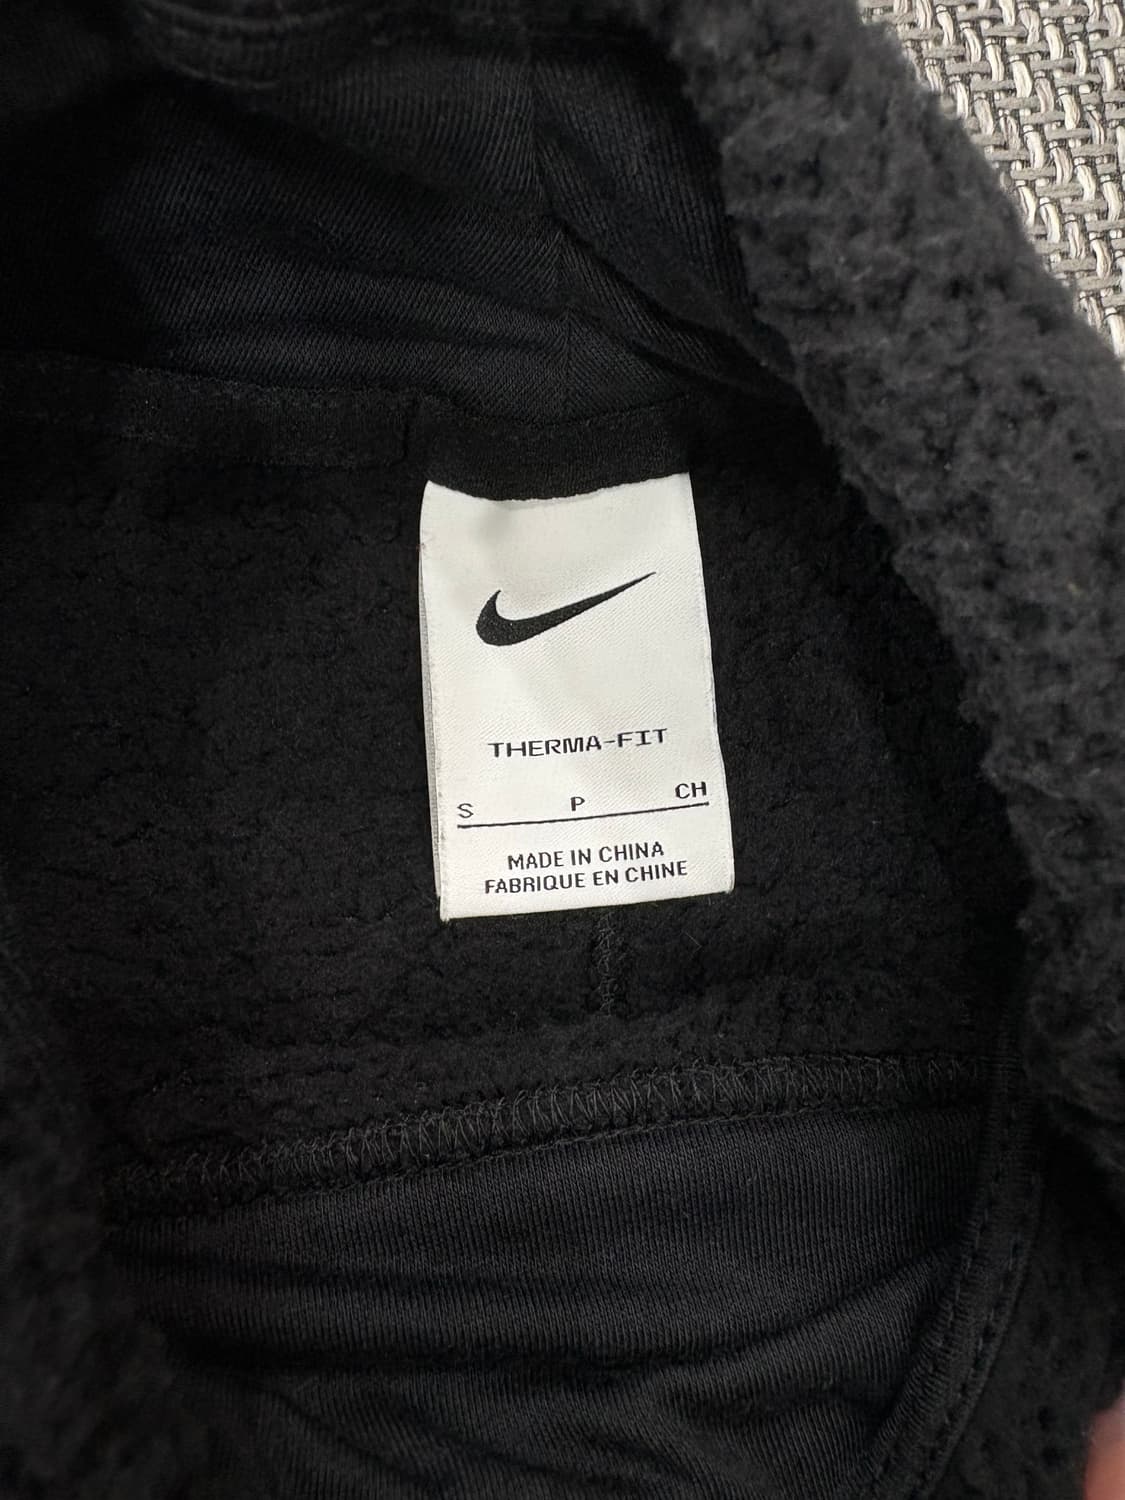 THERMA-FIT
S P CH
MADE IN CHINA
FABRIQUE EN CHINE